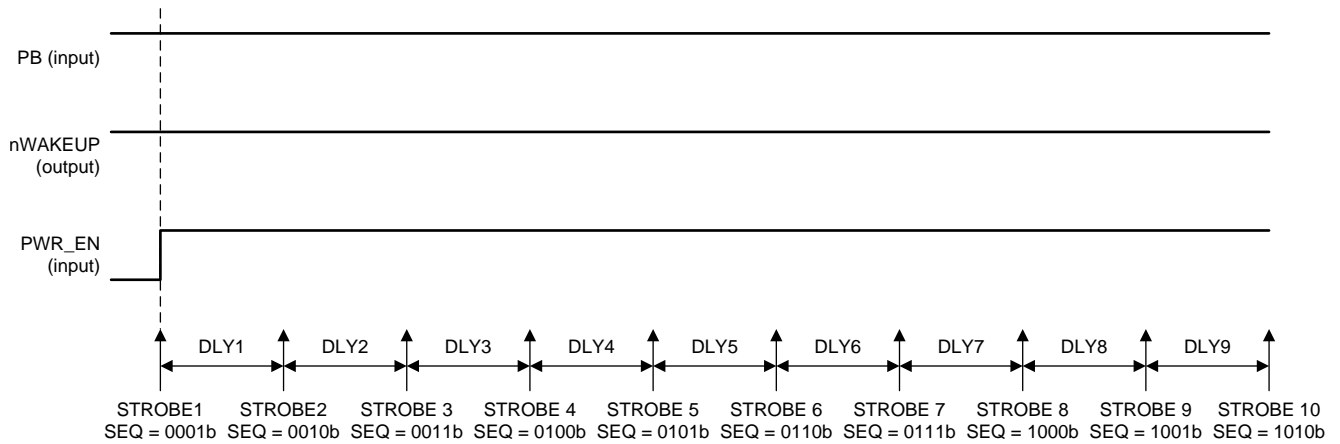 PB (input)
nWAKEUP
(output)
PWR_EN
(input)
DLY1 DLY2 DLY3 DLY4 DLY5 DLY6 DLY7 DLY8 DLY9
STROBE1 STROBE2 STROBE 3 STROBE 4 STROBE 5 STROBE 6 STROBE 7 STROBE 8 STROBE 9 STROBE 10
SEQ = 0001b SEQ = 0010b SEQ = 0011b SEQ = 0100b SEQ = 0101b SEQ = 0110b SEQ = 0111b SEQ = 1000b SEQ = 1001b SEQ = 1010b